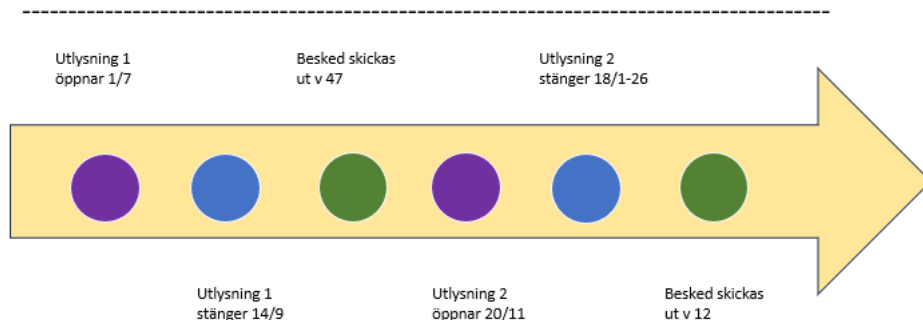 Utlysning 1
öppnar 1/7
Besked skickas
ut v 47
Utlysning 2
stänger 18/1-26
Utlysning 1
stänger 14/9
Utlysning 2
öppnar 20/11
Besked skickas
ut v 12